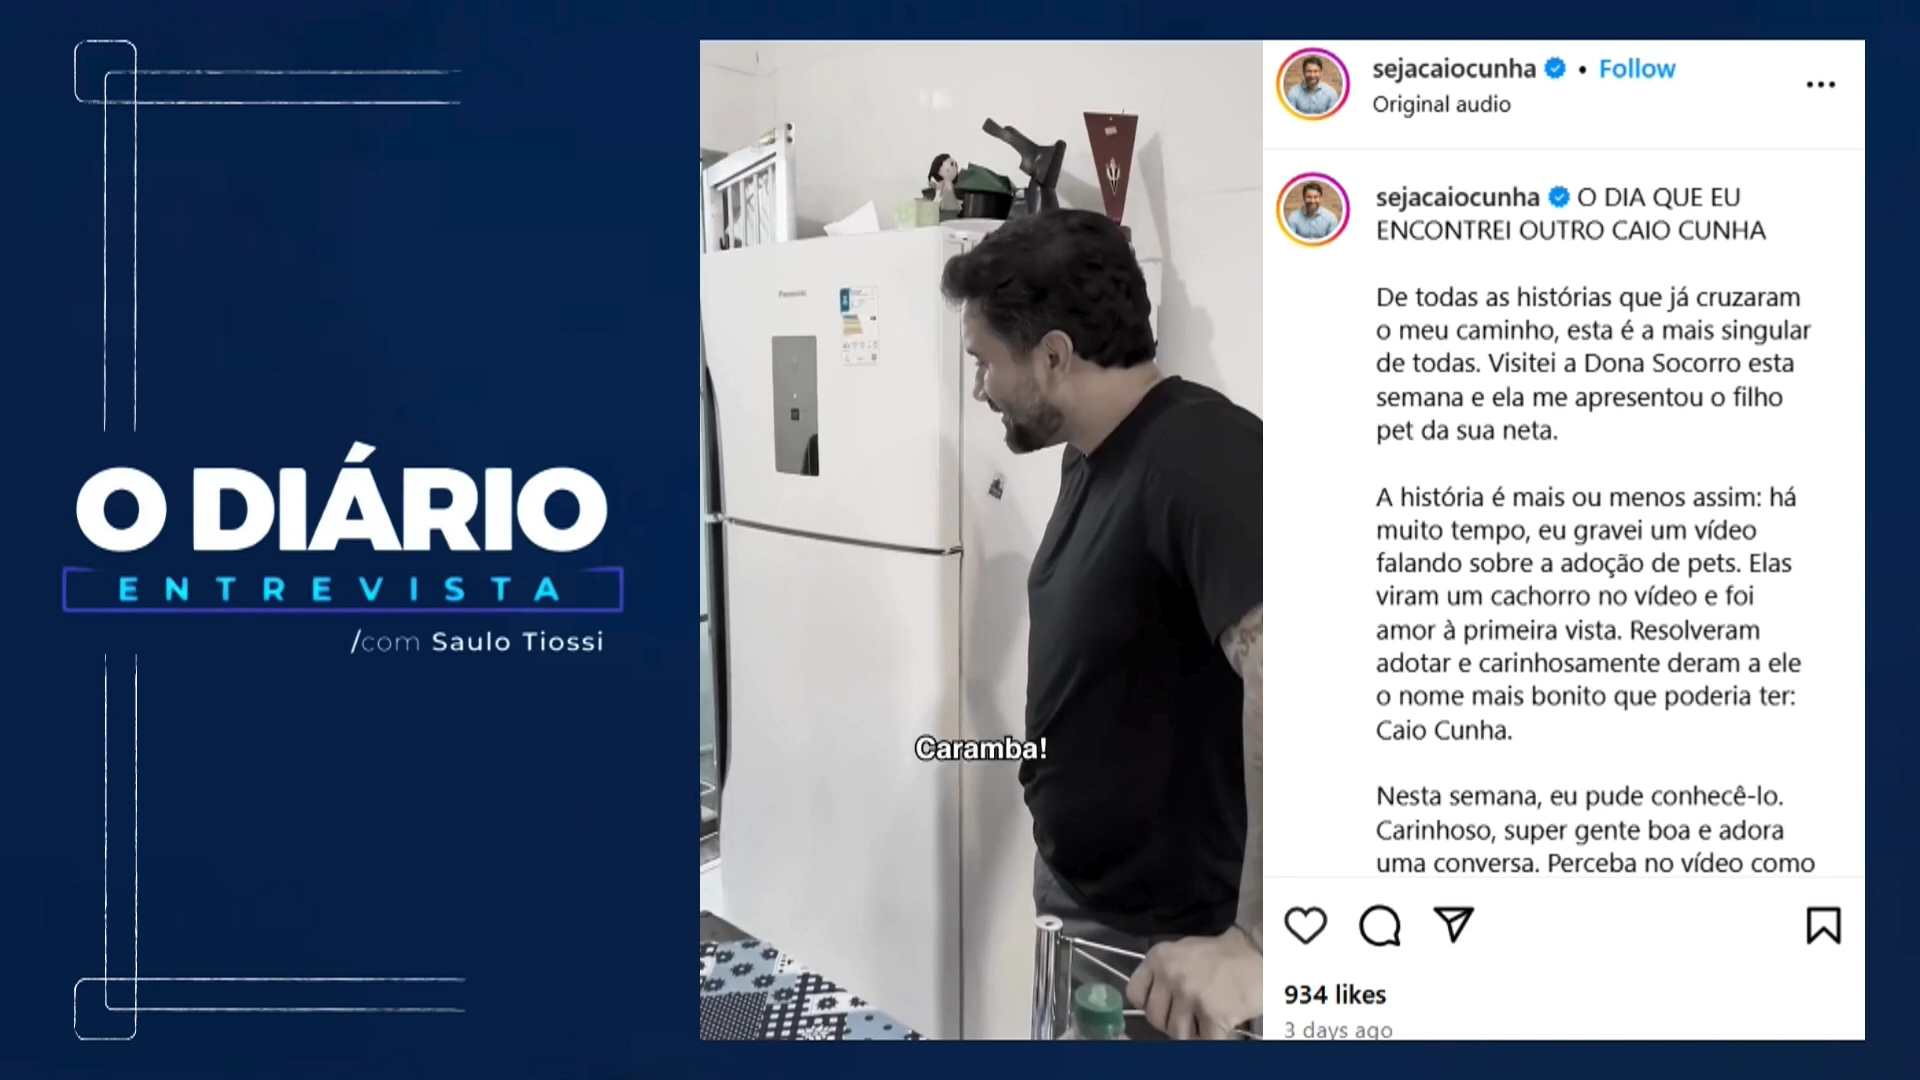 O DIÁRIO
ENTREVISTA
/com Saulo Tiossi
Panasonic
Caramba!
sejacaiocunha • Follow
Original audio
...
sejacaiocunha O DIA QUE EU
ENCONTREI OUTRO CAIO CUNHA
De todas as histórias que já cruzaram
o meu caminho, esta é a mais singular
de todas. Visitei a Dona Socorro esta
semana e ela me apresentou o filho
pet da sua neta.
A história é mais ou menos assim: há
muito tempo, eu gravei um vídeo
falando sobre a adoção de pets. Elas
viram um cachorro no vídeo e foi
amor à primeira vista. Resolveram
adotar e carinhosamente deram a ele
o nome mais bonito que poderia ter:
Caio Cunha.
Nesta semana, eu pude conhecê-lo.
Carinhoso, super gente boa e adora
uma conversa. Perceba no vídeo como
934 likes
3 days ago